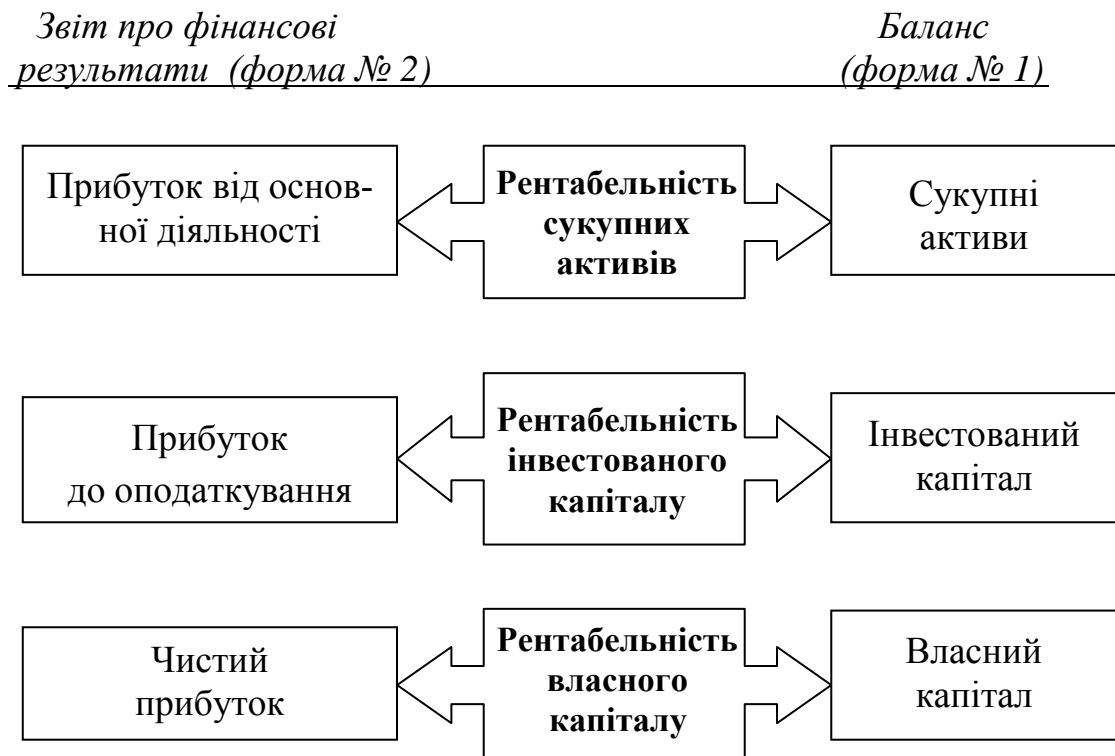 Звіт про фінансові
результати (форма № 2)
Баланс
(форма № 1)
Прибуток від основ-
ної діяльності
Рентабельність
сукупних
активів
Сукупні
активи
Прибуток
до оподаткування
Рентабельність
інвестованого
капіталу
Інвестований
капітал
Чистий
прибуток
Рентабельність
власного
капіталу
Власний
капітал